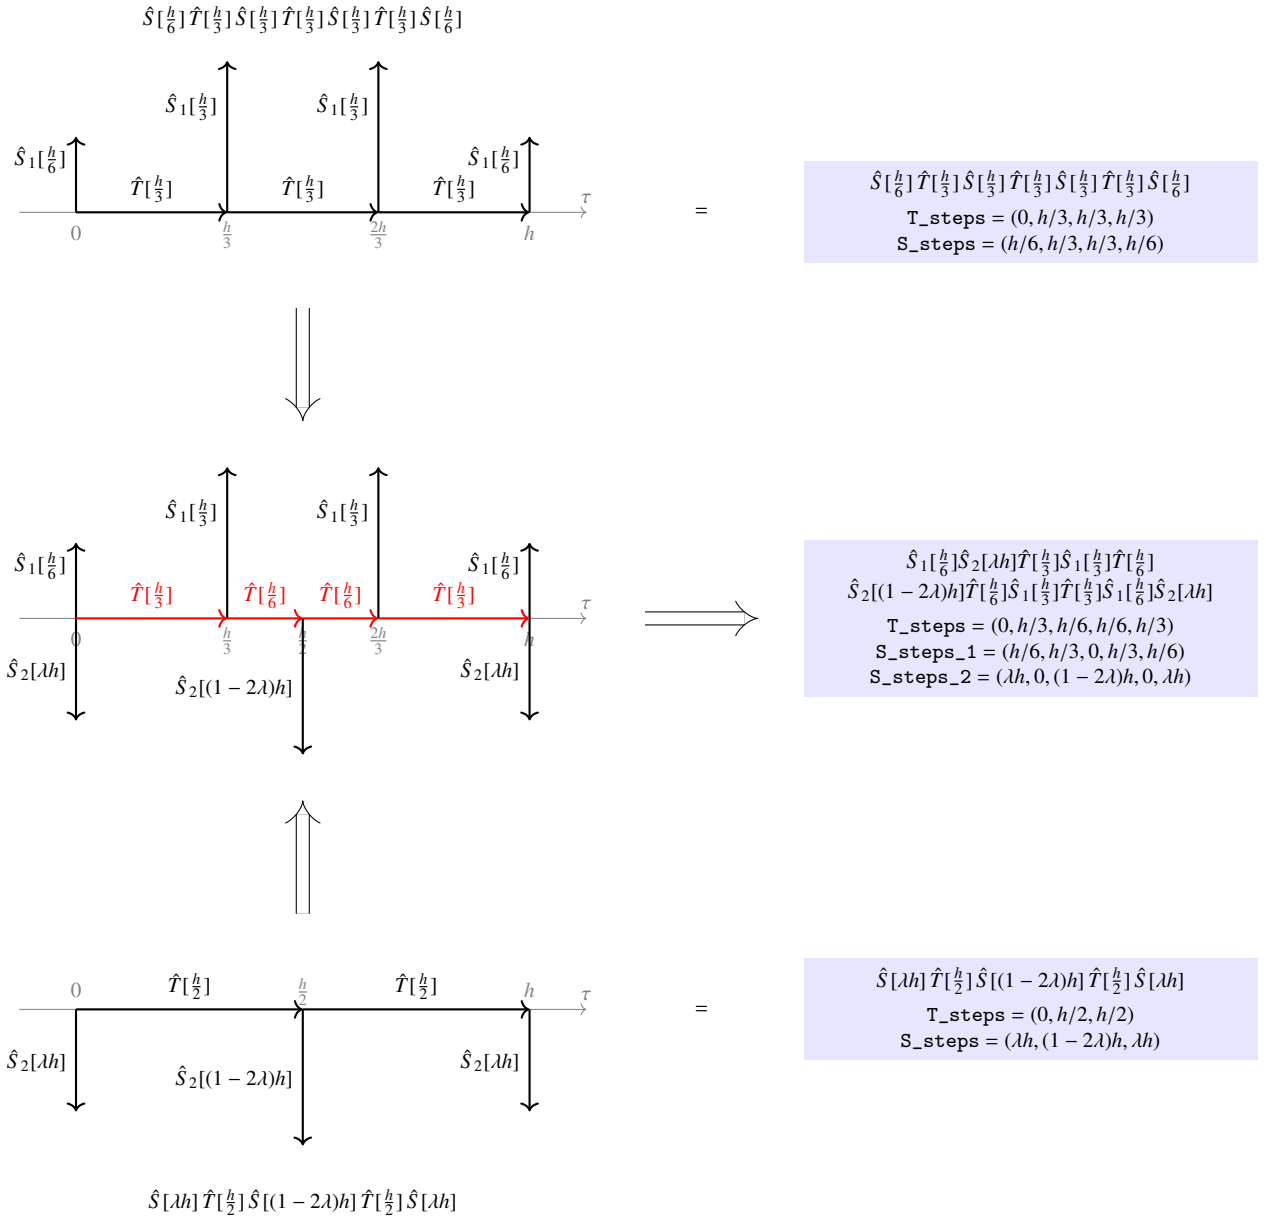 Ŝ[h/6] T̂[h/3] Ŝ[h/3] T̂[h/3] Ŝ[h/3] T̂[h/3] Ŝ[h/6]
Ŝ₁[h/3] Ŝ₁[h/3]
Ŝ₁[h/6] Ŝ₁[h/6]
T̂[h/3] T̂[h/3] T̂[h/3] τ
0 h/3 2h/3 h
=
Ŝ[h/6] T̂[h/3] Ŝ[h/3] T̂[h/3] Ŝ[h/3] T̂[h/3] Ŝ[h/6]
T_steps = (0, h/3, h/3, h/3)
S_steps = (h/6, h/3, h/3, h/6)
Ŝ₁[h/3] Ŝ₁[h/3]
Ŝ₁[h/6] Ŝ₁[h/6]
T̂[h/3] T̂[h/6] T̂[h/6] T̂[h/3] τ
0 h/3 h/2 2h/3 h
Ŝ₂[λh] Ŝ₂[(1 − 2λ)h] Ŝ₂[λh]
Ŝ₁[h/6]Ŝ₂[λh]T̂[h/3]Ŝ₁[h/3]T̂[h/6]
Ŝ₂[(1 − 2λ)h]T̂[h/6]Ŝ₁[h/3]T̂[h/3]Ŝ₁[h/6]Ŝ₂[λh]
T_steps = (0, h/3, h/6, h/6, h/3)
S_steps_1 = (h/6, h/3, 0, h/3, h/6)
S_steps_2 = (λh, 0, (1 − 2λ)h, 0, λh)
0 T̂[h/2] h/2 T̂[h/2] h τ
Ŝ₂[λh] Ŝ₂[(1 − 2λ)h] Ŝ₂[λh]
=
Ŝ[λh] T̂[h/2] Ŝ[(1 − 2λ)h] T̂[h/2] Ŝ[λh]
T_steps = (0, h/2, h/2)
S_steps = (λh, (1 − 2λ)h, λh)
Ŝ[λh] T̂[h/2] Ŝ[(1 − 2λ)h] T̂[h/2] Ŝ[λh]